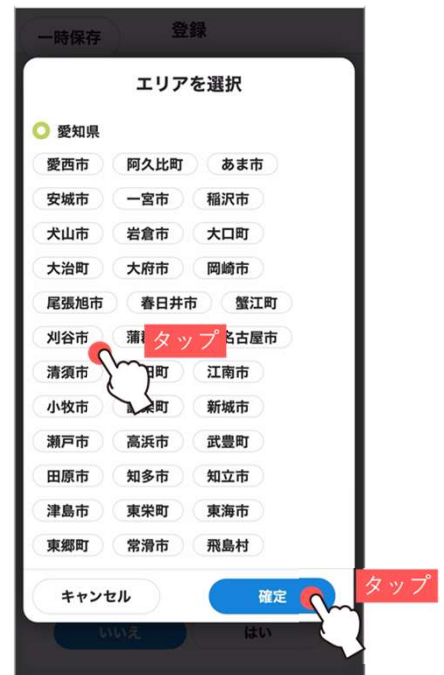 一時保存 登録
エリアを選択
愛知県
愛西市 阿久比町 あま市
安城市 一宮市 稲沢市
犬山市 岩倉市 大口町
大治町 大府市 岡崎市
尾張旭市 春日井市 蟹江町
刈谷市 タップ 古屋市
清須市 田町 江南市
小牧市 町 新城市
瀬戸市 高浜市 武豊町
田原市 知多市 知立市
津島市 東栄町 東海市
東郷町 常滑市 飛島村
キャンセル 確定 タップ
いいえ はい